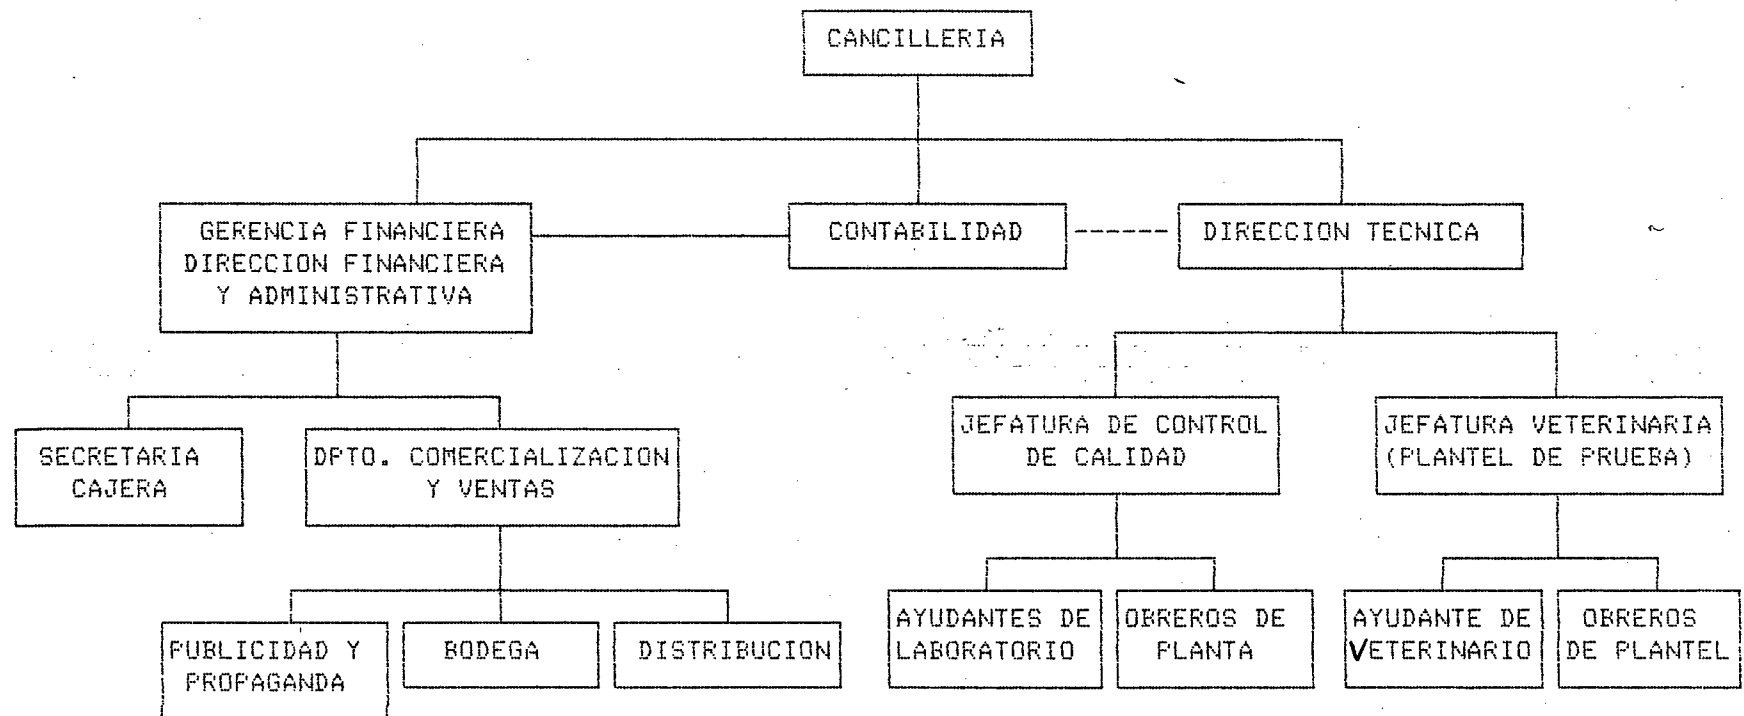 CANCILLERIA
GERENCIA FINANCIERA
DIRECCION FINANCIERA
Y ADMINISTRATIVA
CONTABILIDAD
DIRECCION TECNICA
SECRETARIA
CAJERA
DPTO. COMERCIALIZACION
Y VENTAS
JEFATURA DE CONTROL
DE CALIDAD
JEFATURA VETERINARIA
(PLANTEL DE PRUEBA)
PUBLICIDAD Y
PROPAGANDA
BODEGA
DISTRIBUCION
AYUDANTES DE
LABORATORIO
OBREROS DE
PLANTA
AYUDANTE DE
VETERINARIO
OBREROS
DE PLANTEL